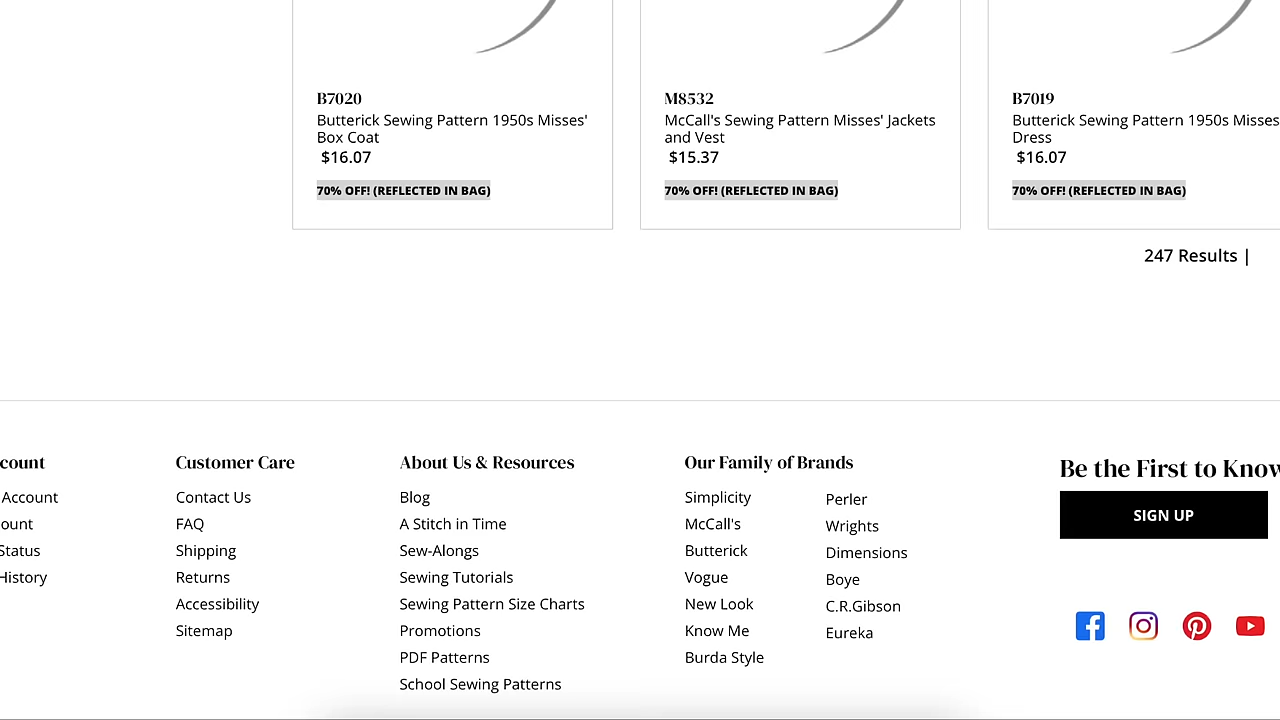 B7020
Butterick Sewing Pattern 1950s Misses'
Box Coat
$16.07
70% OFF! (REFLECTED IN BAG)
M8532
McCall's Sewing Pattern Misses' Jackets
and Vest
$15.37
70% OFF! (REFLECTED IN BAG)
B7019
Butterick Sewing Pattern 1950s Misses
Dress
$16.07
70% OFF! (REFLECTED IN BAG)
247 Results |
count
Account
ount
Status
History
Customer Care
Contact Us
FAQ
Shipping
Returns
Accessibility
Sitemap
About Us & Resources
Blog
A Stitch in Time
Sew-Alongs
Sewing Tutorials
Sewing Pattern Size Charts
Promotions
PDF Patterns
School Sewing Patterns
Our Family of Brands
Simplicity
McCall's
Butterick
Vogue
New Look
Know Me
Burda Style
Perler
Wrights
Dimensions
Boye
C.R.Gibson
Eureka
Be the First to Know
SIGN UP